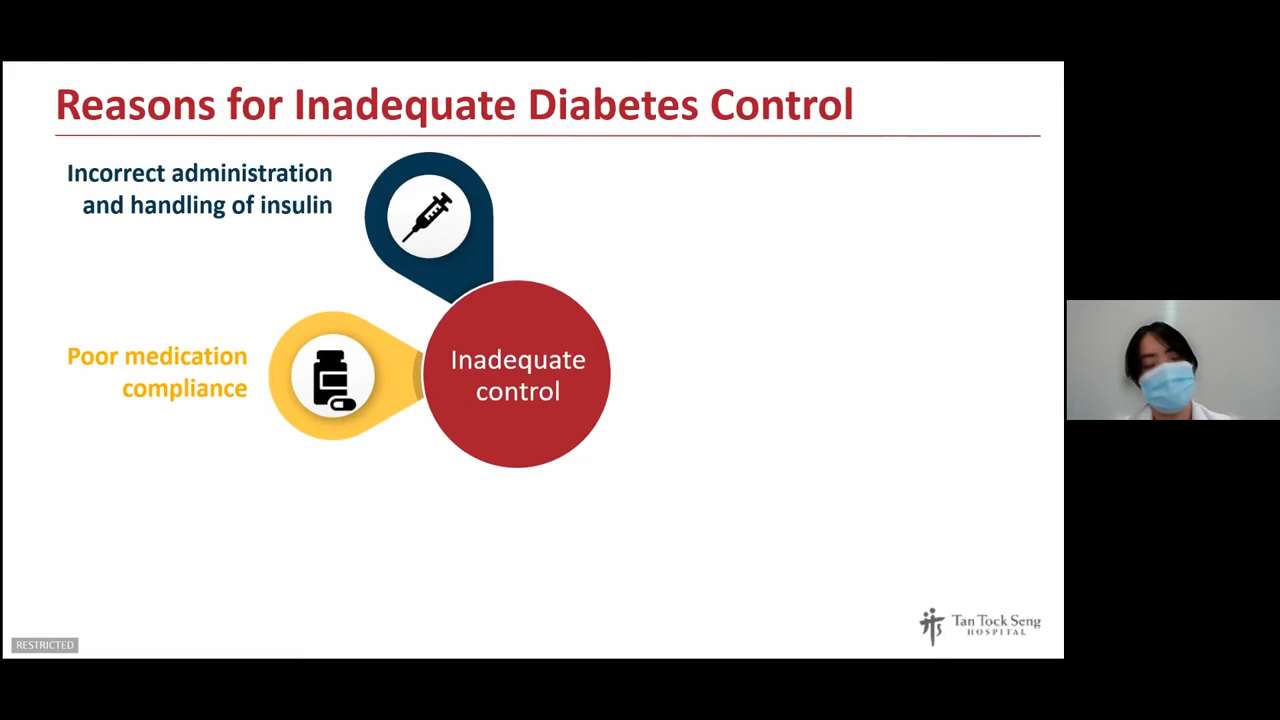 Reasons for Inadequate Diabetes Control
Incorrect administration
and handling of insulin
Poor medication
compliance
Inadequate
control
RESTRICTED
Tan Tock Seng
HOSPITAL